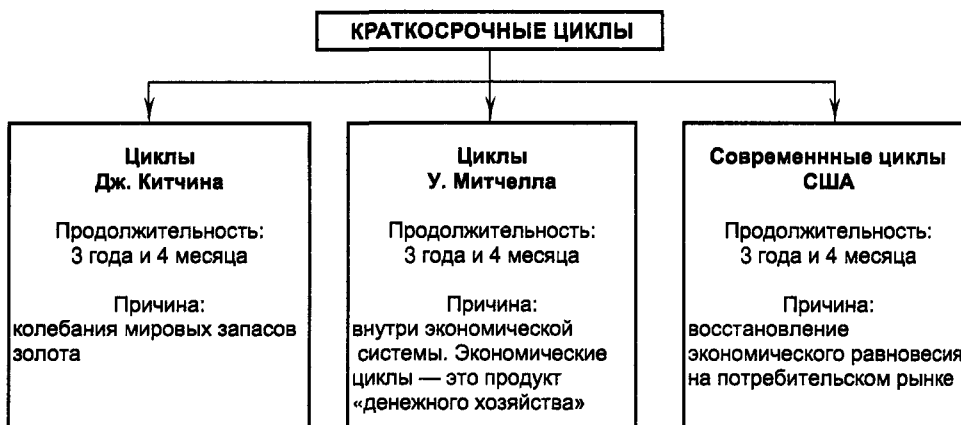 КРАТКОСРОЧНЫЕ ЦИКЛЫ
Циклы
Дж. Китчина
Продолжительность:
3 года и 4 месяца
Причина:
колебания мировых запасов
золота
Циклы
У. Митчелла
Продолжительность:
3 года и 4 месяца
Причина:
внутри экономической
системы. Экономические
циклы — это продукт
«денежного хозяйства»
Современнные циклы
США
Продолжительность:
3 года и 4 месяца
Причина:
восстановление
экономического равновесия
на потребительском рынке